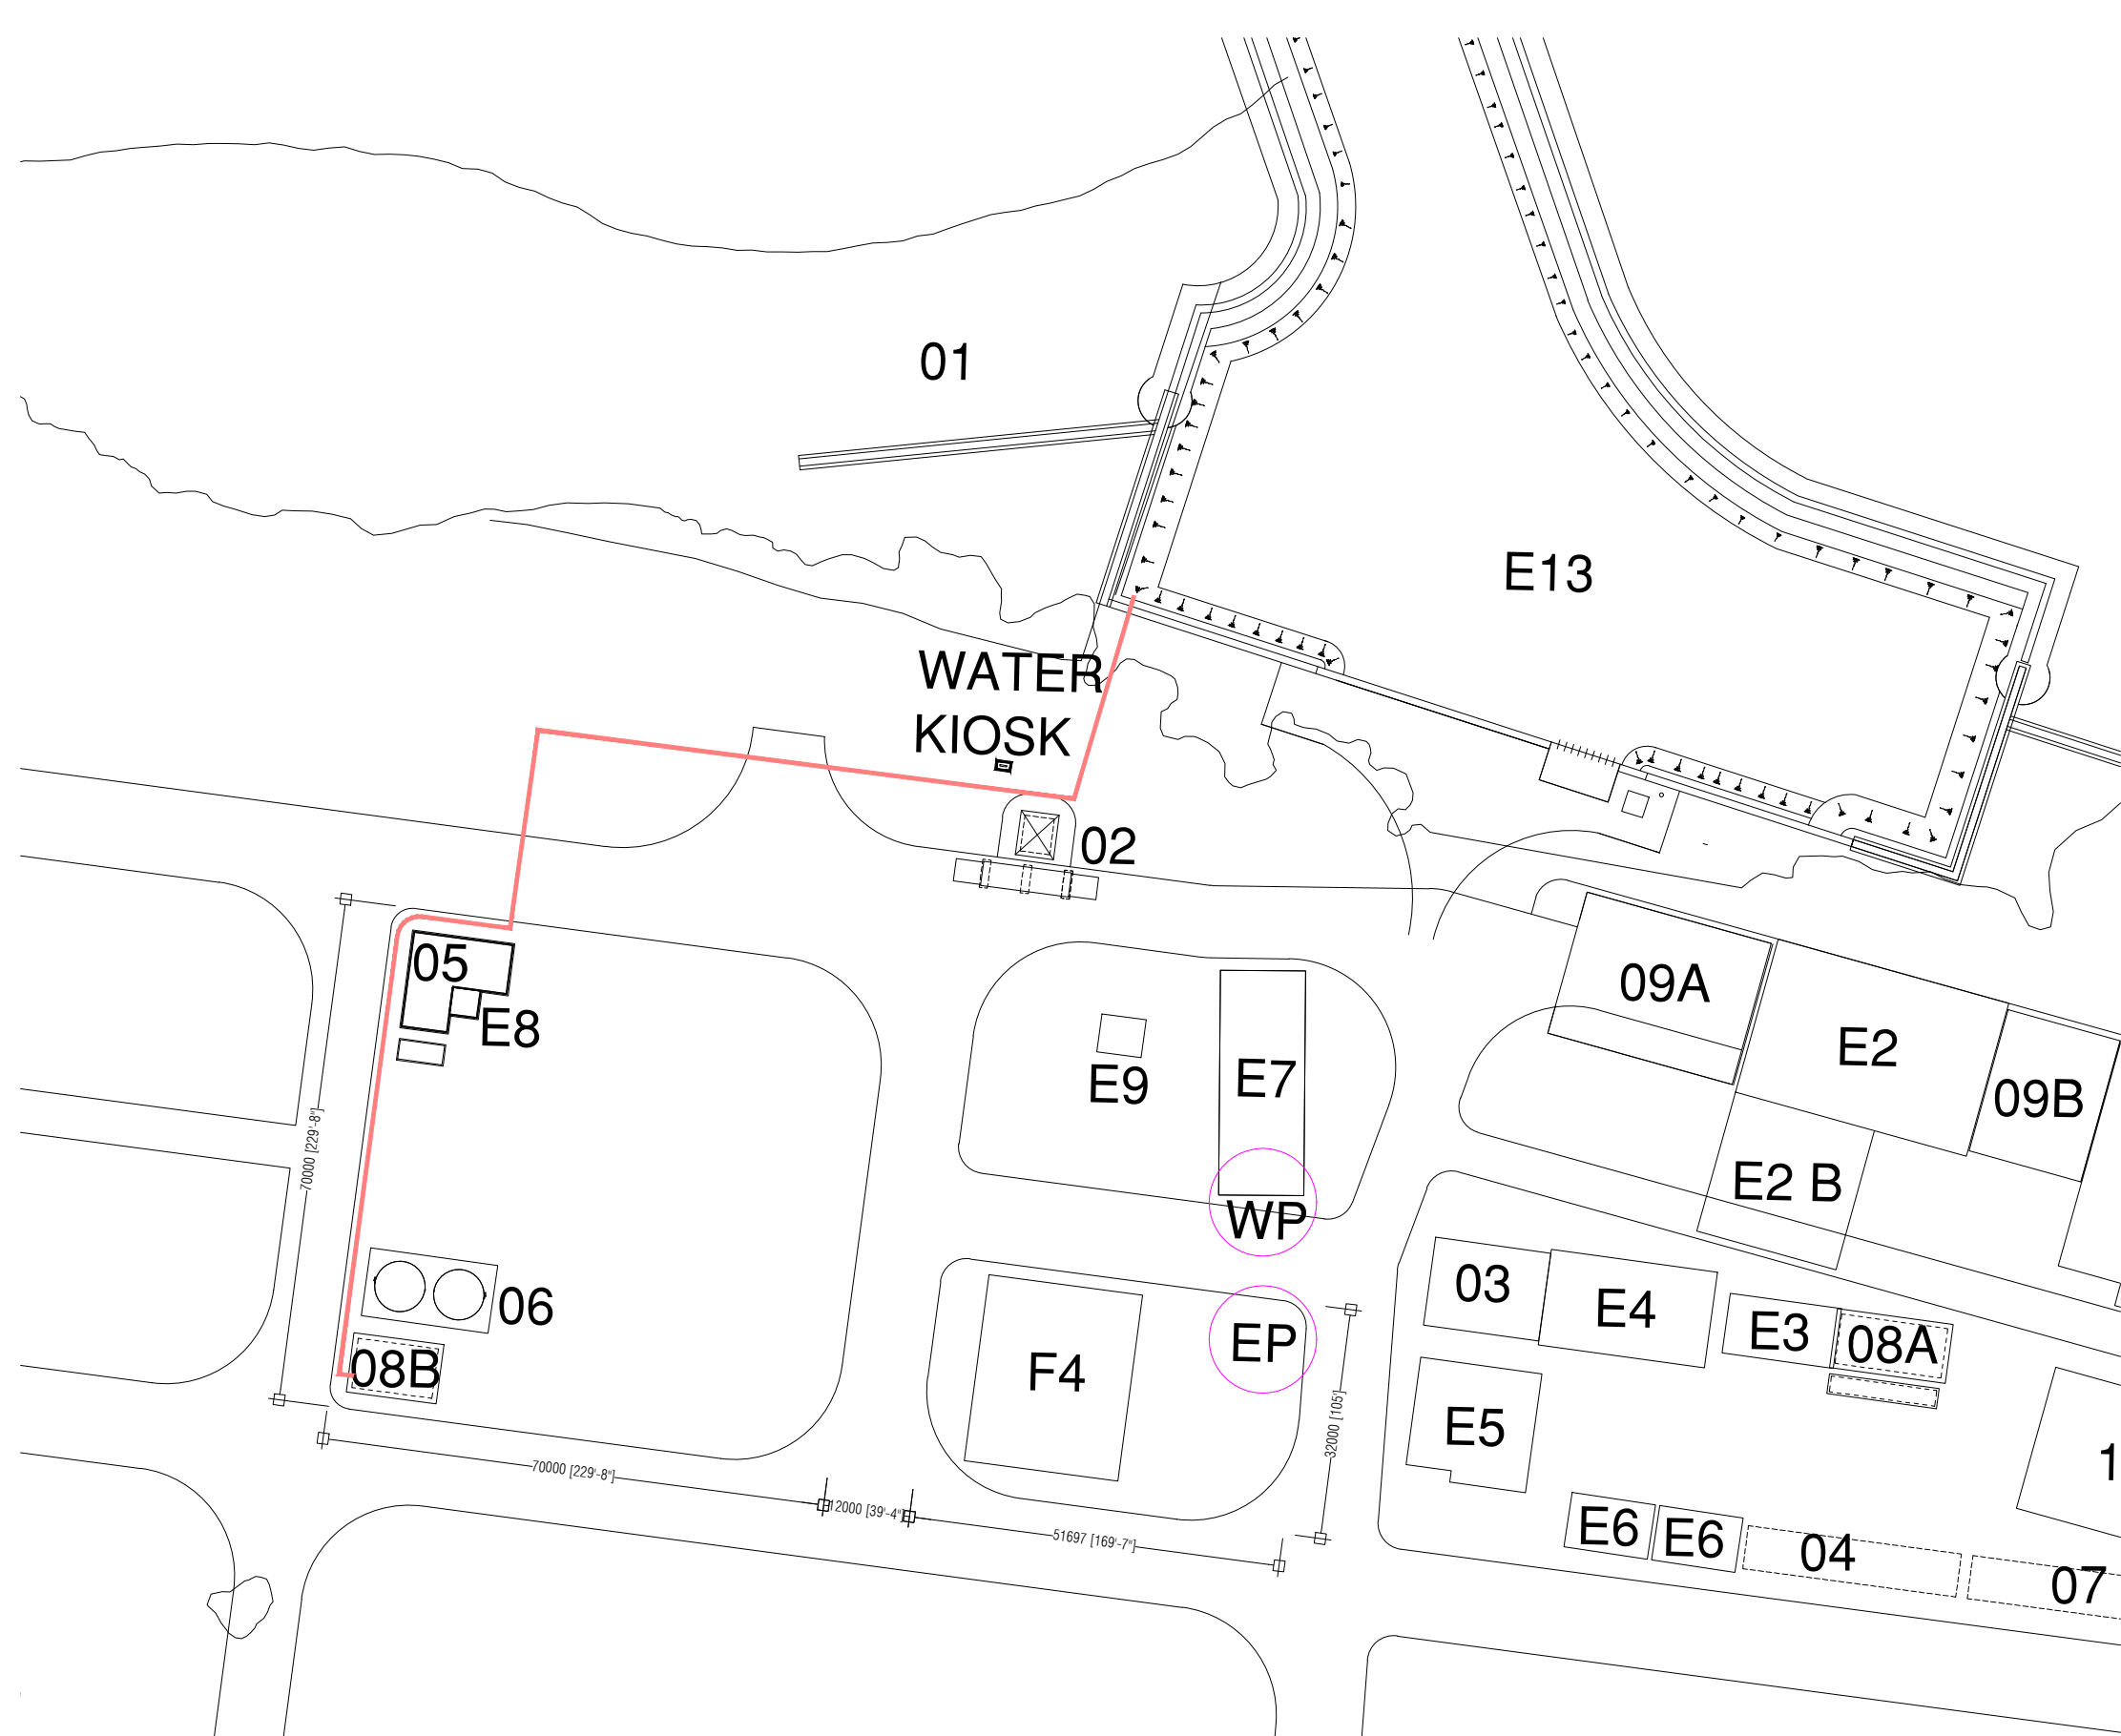 01
E13
WATER
KIOSK
02
05
E8
09A
E2
09B
E9
E7
70000 [229'-8"]
E2 B
WP
03
E4
E3
08A
06
08B
F4
EP
32000 [105']
E5
1
70000 [229'-8"]
12000 [39'-4"]
51697 [169'-7"]
E6
E6
04
07